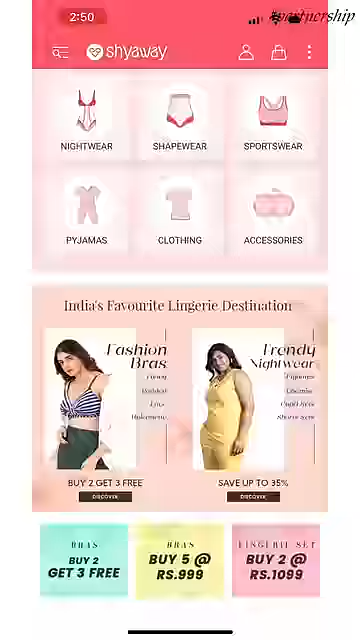 2:50
#partnership
shyaway
NIGHTWEAR
SHAPEWEAR
SPORTSWEAR
PYJAMAS
CLOTHING
ACCESSORIES
India's Favourite Lingerie Destination
Fashion
Bras
Trendy
Nightwear
BUY 2 GET 3 FREE
DISCOVER
SAVE UP TO 35%
DISCOVER
BRAS
BUY 2
GET 3 FREE
BRAS
BUY 5 @
RS.999
LINGERIE SET
BUY 2 @
RS.1099